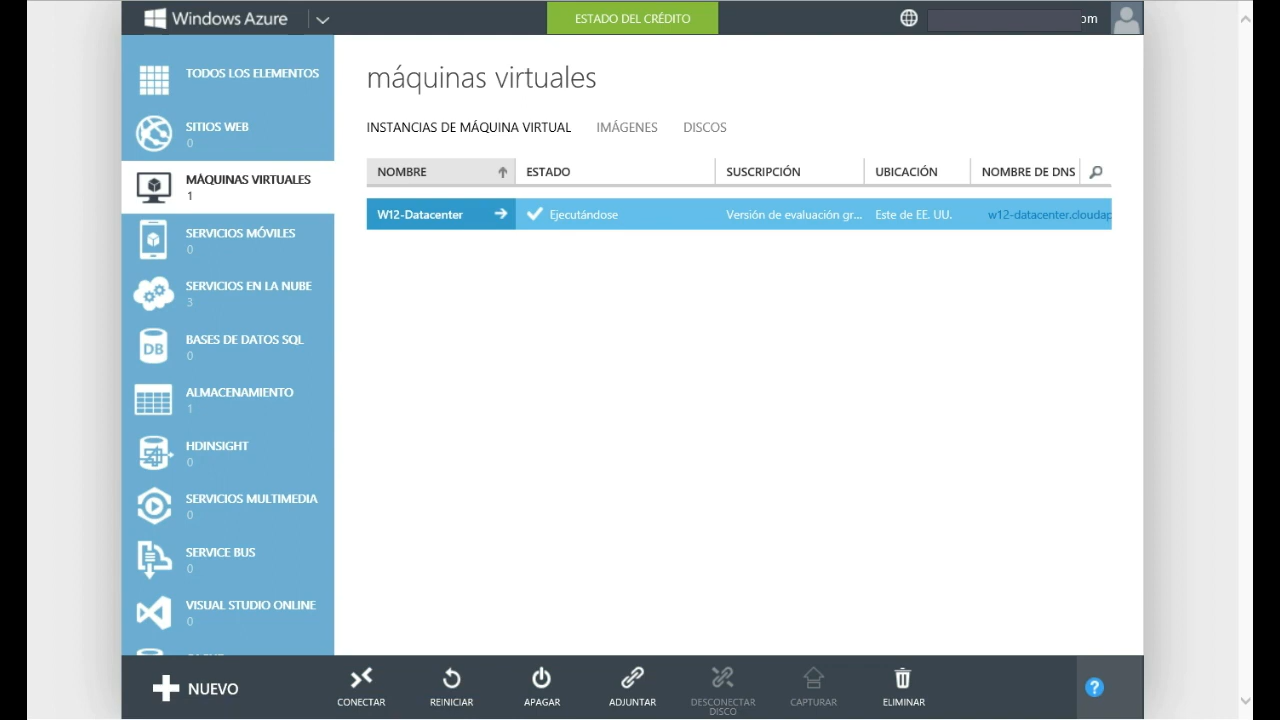 Windows Azure
ESTADO DEL CRÉDITO
om
TODOS LOS ELEMENTOS
SITIOS WEB
0
MÁQUINAS VIRTUALES
1
SERVICIOS MÓVILES
0
SERVICIOS EN LA NUBE
3
BASES DE DATOS SQL
0
ALMACENAMIENTO
1
HDINSIGHT
0
SERVICIOS MULTIMEDIA
0
SERVICE BUS
0
VISUAL STUDIO ONLINE
0
máquinas virtuales
INSTANCIAS DE MÁQUINA VIRTUAL IMÁGENES DISCOS
NOMBRE ESTADO SUSCRIPCIÓN UBICACIÓN NOMBRE DE DNS
W12-Datacenter Ejecutándose Versión de evaluación gr... Este de EE. UU. w12-datacenter.cloudap
NUEVO
CONECTAR
REINICIAR
APAGAR
ADJUNTAR
DESCONECTAR
DISCO
CAPTURAR
ELIMINAR
?